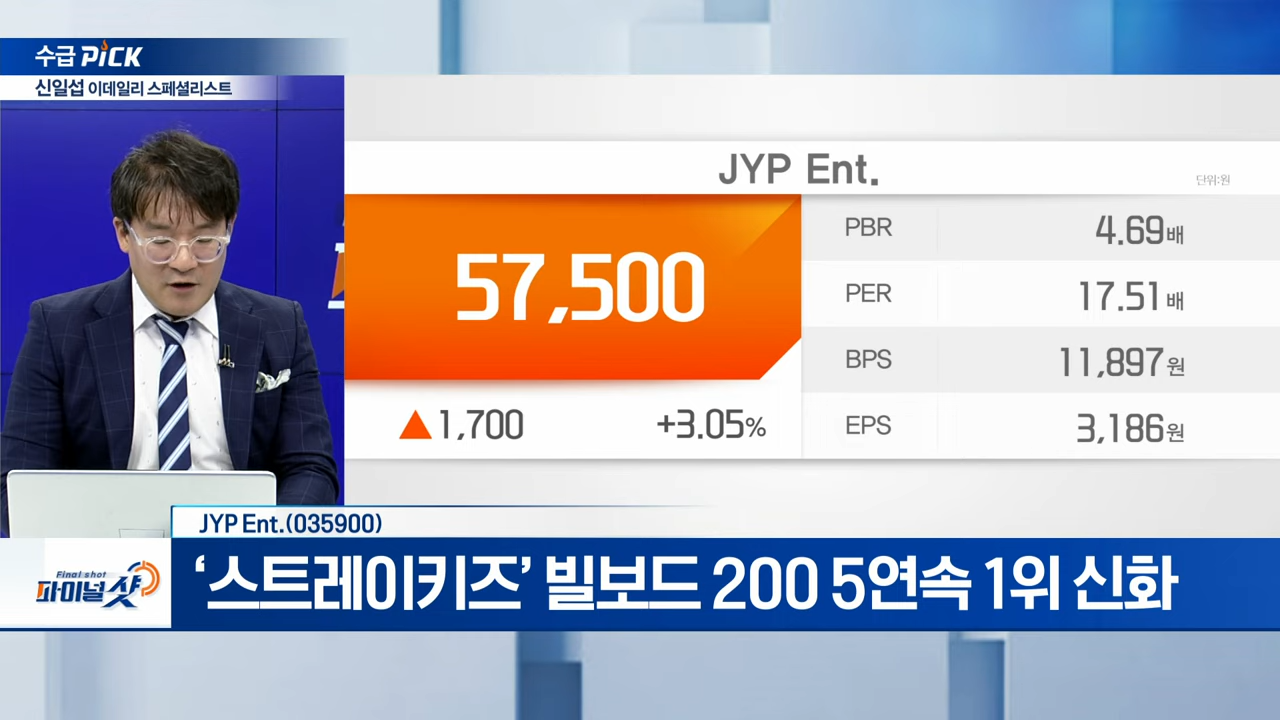 수급 PiCK
신일섭 이데일리 스페셜리스트
JYP Ent.
단위:원
57,500
▲1,700 +3.05%
PBR 4.69배
PER 17.51배
BPS 11,897원
EPS 3,186원
JYP Ent.(035900)
Final shot
파이널샷
‘스트레이키즈’ 빌보드 200 5연속 1위 신화